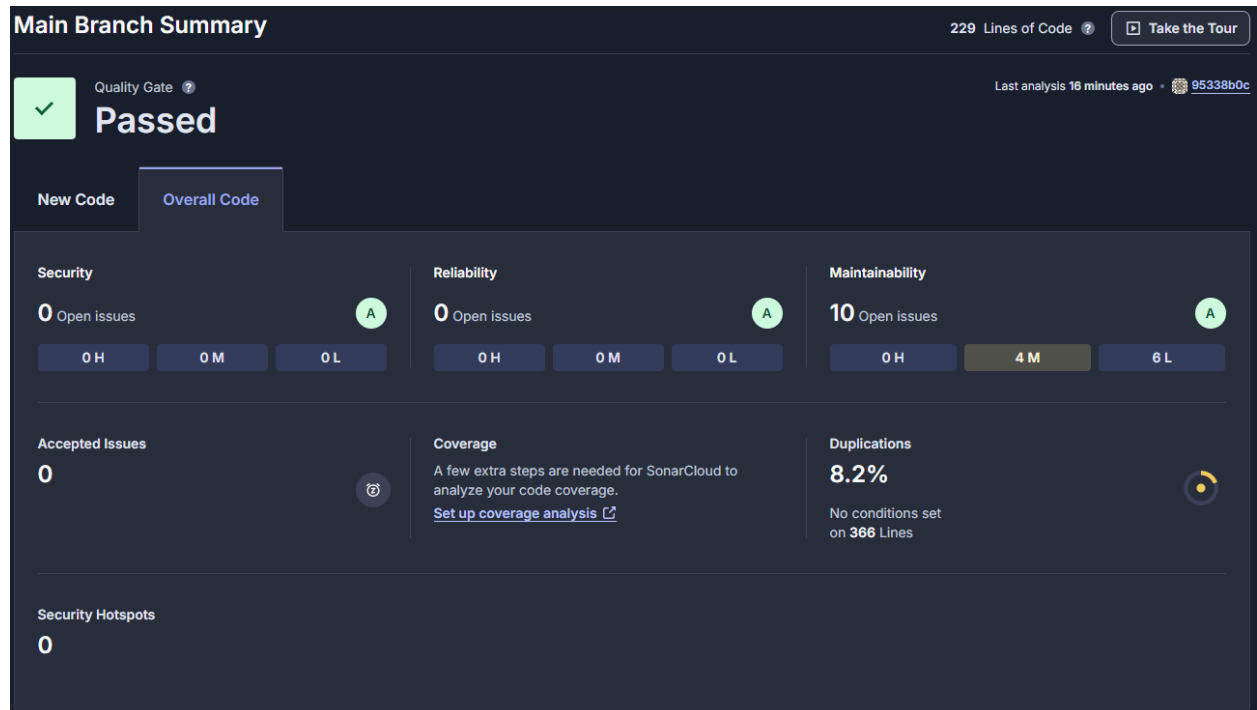 Main Branch Summary
229 Lines of Code ?
Take the Tour
Quality Gate ?
Passed
Last analysis 16 minutes ago • 95338b0c
New Code
Overall Code
Security
0 Open issues
A
0 H
0 M
0 L
Reliability
0 Open issues
A
0 H
0 M
0 L
Maintainability
10 Open issues
A
0 H
4 M
6 L
Accepted Issues
0
Coverage
A few extra steps are needed for SonarCloud to
analyze your code coverage.
Set up coverage analysis
Duplications
8.2%
No conditions set
on 366 Lines
Security Hotspots
0